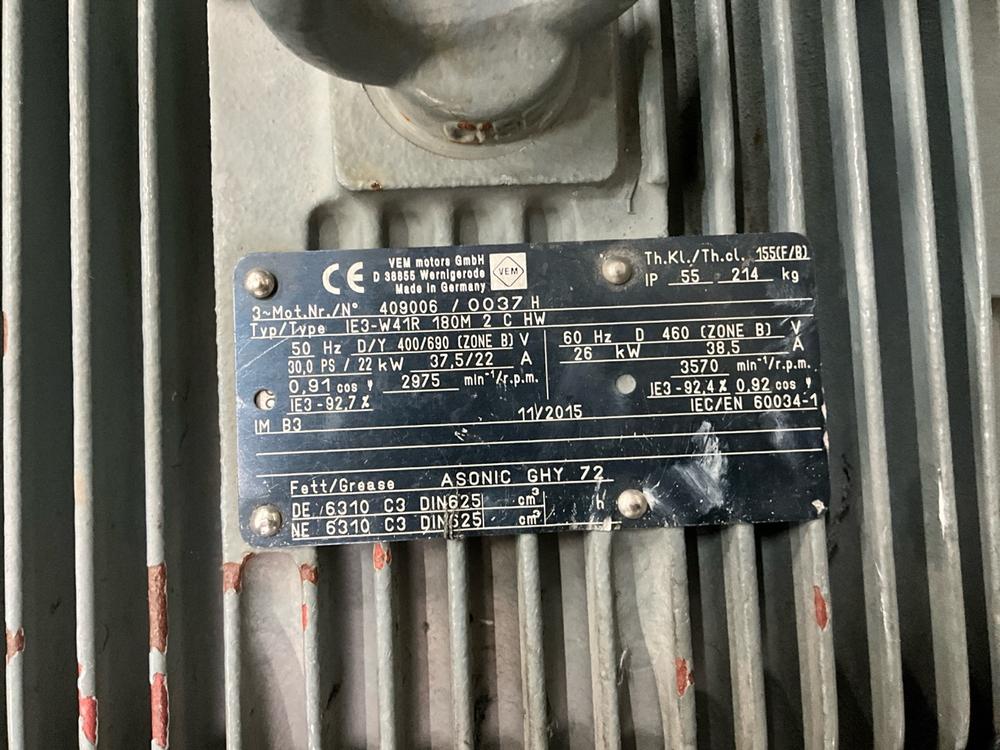 CE
VEM motors GmbH
D 38855 Wernigerode
Made in Germany
VEM
Th.Kl./Th.cl. 155(F/B)
IP 55 214 kg
3~Mot.Nr./N° 409006 / 0037 H
Typ/Type IE3-W41R 180M 2 C HW
50 Hz D/Y 400/690 (ZONE B) V
30,0 PS / 22 kW 37,5/22 A
0,91 cos φ 2975 min⁻¹/r.p.m.
IE3-92,7%
60 Hz D 460 (ZONE B) V
26 kW 38,5 A
3570 min⁻¹/r.p.m.
IE3-92,4% 0,92 cos φ
IEC/EN 60034-1
IM B3
11/2015
Fett/Grease ASONIC GHY 72
DE 6310 C3 DIN625 cm³ h
NE 6310 C3 DIN625 cm³